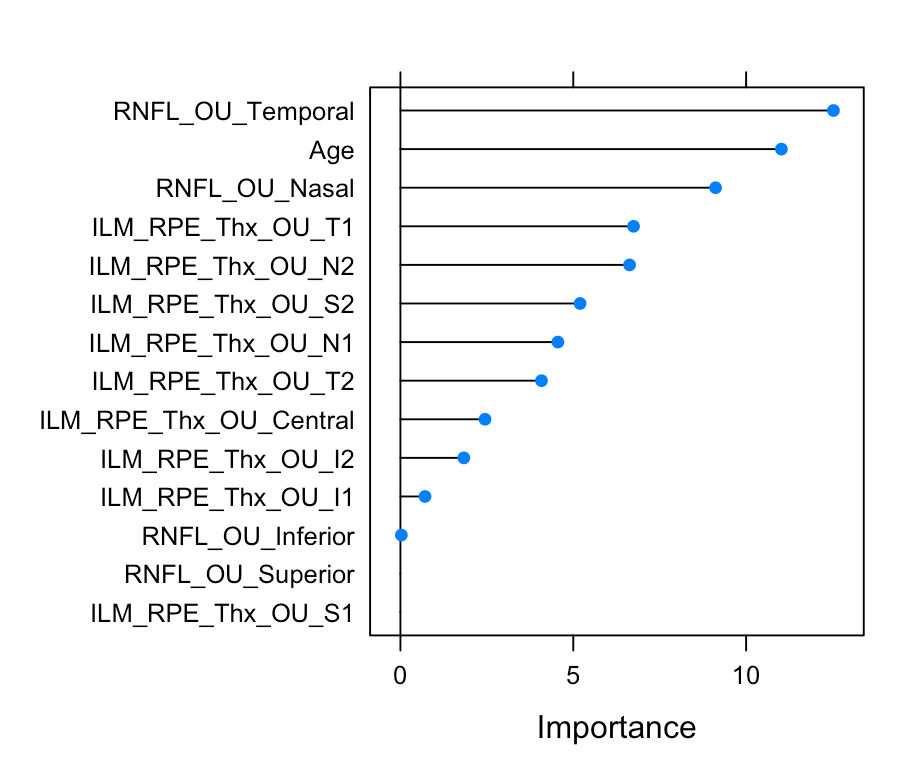 RNFL_OU_Temporal
Age
RNFL_OU_Nasal
ILM_RPE_Thx_OU_T1
ILM_RPE_Thx_OU_N2
ILM_RPE_Thx_OU_S2
ILM_RPE_Thx_OU_N1
ILM_RPE_Thx_OU_T2
ILM_RPE_Thx_OU_Central
ILM_RPE_Thx_OU_I2
ILM_RPE_Thx_OU_I1
RNFL_OU_Inferior
RNFL_OU_Superior
ILM_RPE_Thx_OU_S1
0 5 10
Importance